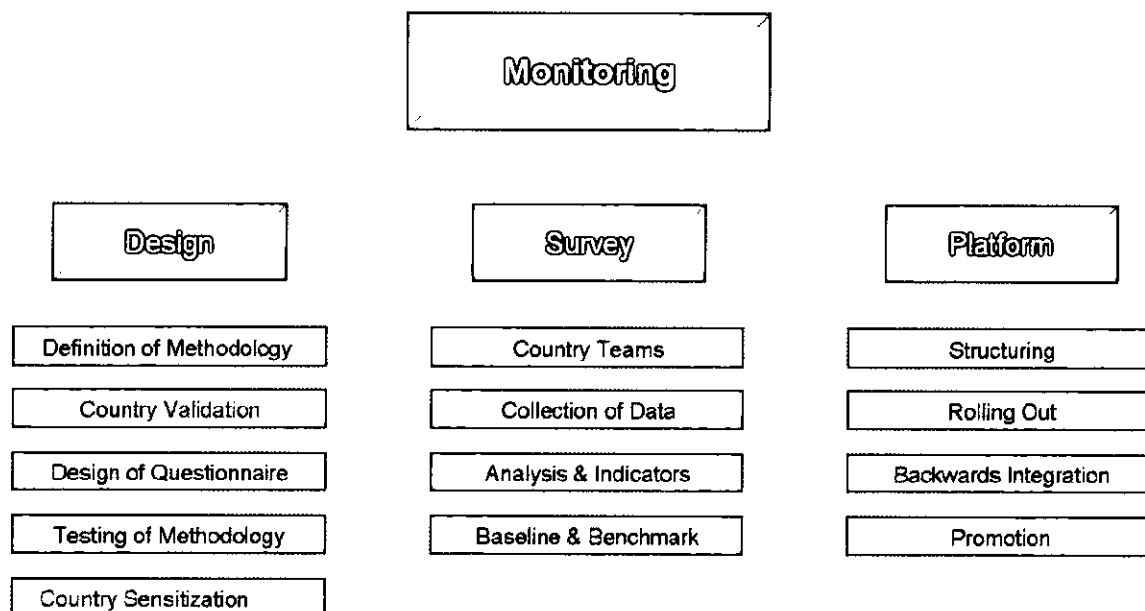 Monitoring
Design
Survey
Platform
Definition of Methodology
Country Teams
Structuring
Country Validation
Collection of Data
Rolling Out
Design of Questionnaire
Analysis & Indicators
Backwards Integration
Testing of Methodology
Baseline & Benchmark
Promotion
Country Sensitization